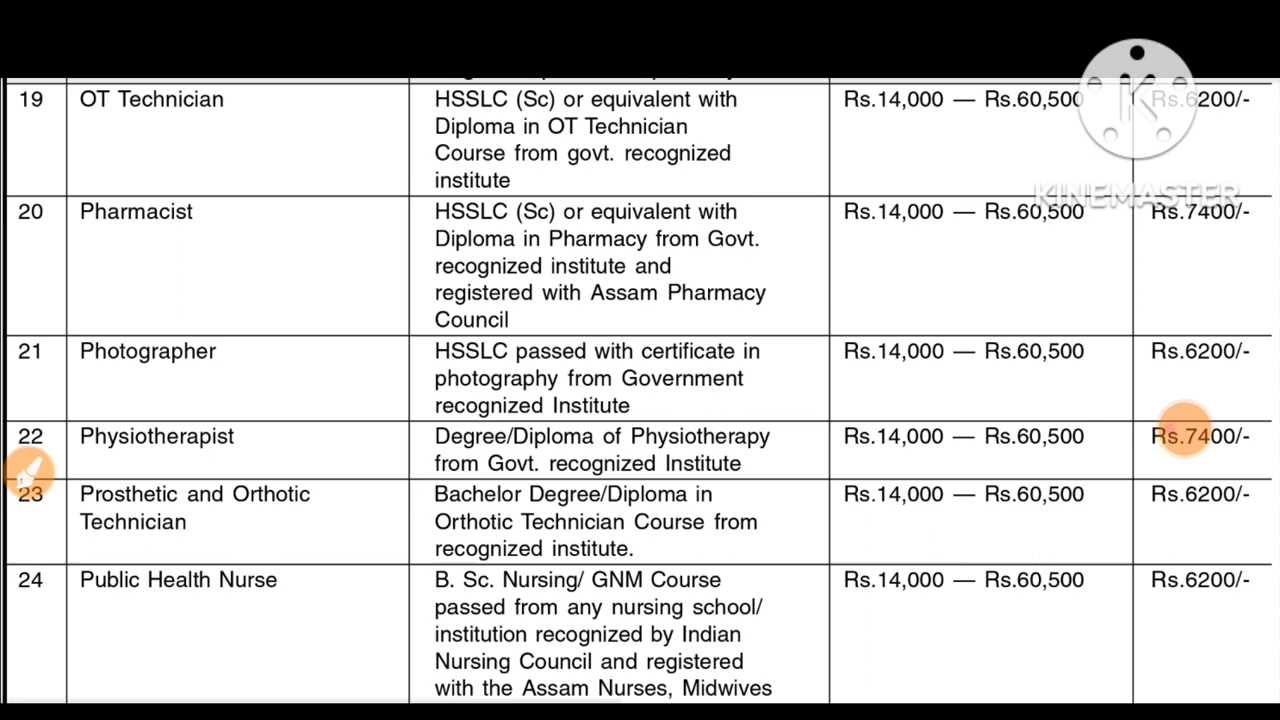 19 OT Technician HSSLC (Sc) or equivalent with Rs.14,000 — Rs.60,500 Rs.6200/-
Diploma in OT Technician
Course from govt. recognized
institute
KINEMASTER
20 Pharmacist HSSLC (Sc) or equivalent with Rs.14,000 — Rs.60,500 Rs.7400/-
Diploma in Pharmacy from Govt.
recognized institute and
registered with Assam Pharmacy
Council
21 Photographer HSSLC passed with certificate in Rs.14,000 — Rs.60,500 Rs.6200/-
photography from Government
recognized Institute
22 Physiotherapist Degree/Diploma of Physiotherapy Rs.14,000 — Rs.60,500 Rs.7400/-
from Govt. recognized Institute
23 Prosthetic and Orthotic Bachelor Degree/Diploma in Rs.14,000 — Rs.60,500 Rs.6200/-
Technician Orthotic Technician Course from
recognized institute.
24 Public Health Nurse B. Sc. Nursing/ GNM Course Rs.14,000 — Rs.60,500 Rs.6200/-
passed from any nursing school/
institution recognized by Indian
Nursing Council and registered
with the Assam Nurses, Midwives